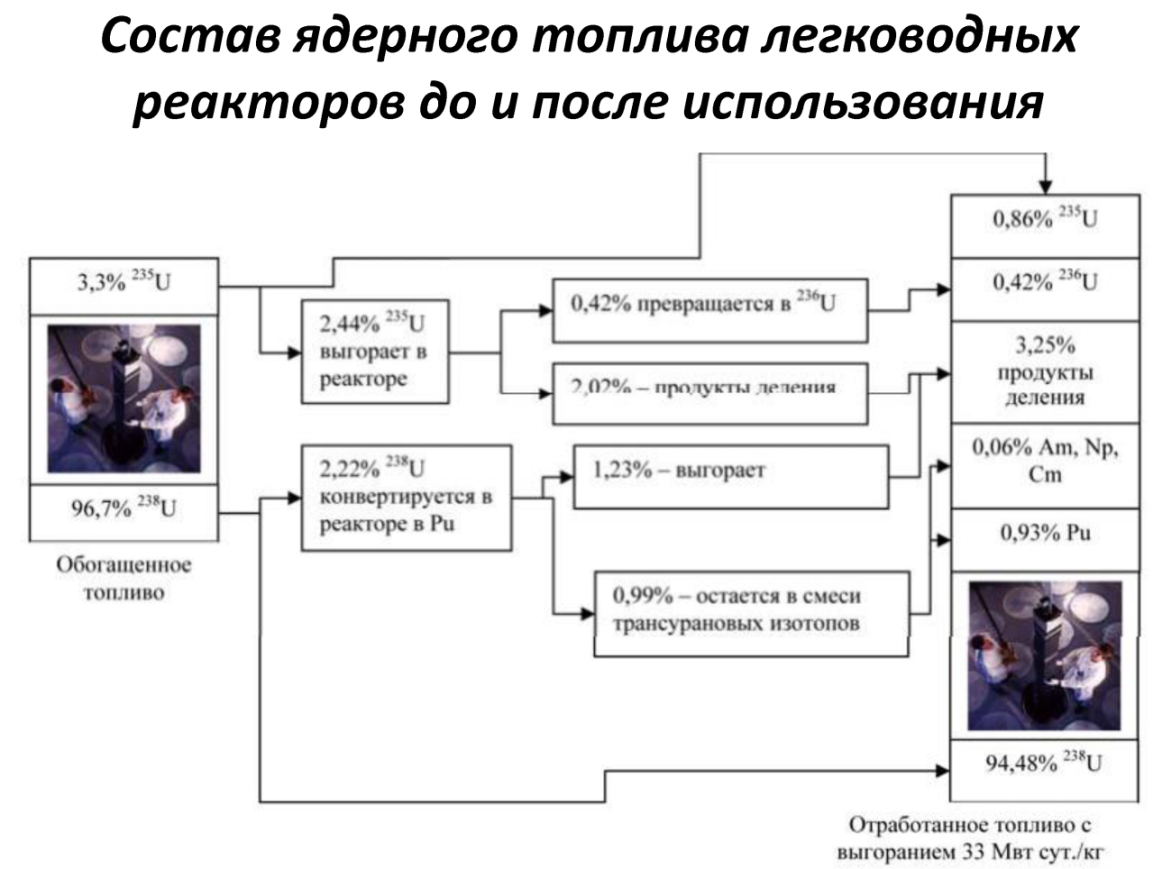 Состав ядерного топлива легководных
реакторов до и после использования
3,3% ²³⁵U
96,7% ²³⁸U
Обогащенное
топливо
2,44% ²³⁵U
выгорает в
реакторе
2,22% ²³⁸U
конвертируется в
реакторе в Pu
0,42% превращается в ²³⁶U
2,02% – продукты деления
1,23% – выгорает
0,99% – остается в смеси
трансурановых изотопов
0,86% ²³⁵U
0,42% ²³⁶U
3,25%
продукты
деления
0,06% Am, Np,
Cm
0,93% Pu
94,48% ²³⁸U
Отработанное топливо с
выгоранием 33 Мвт сут./кг